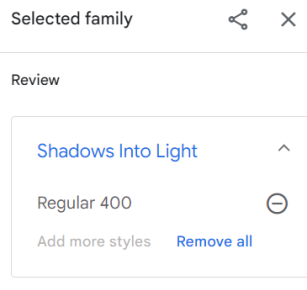 Selected family
Review
Shadows Into Light
Regular 400
Add more styles Remove all